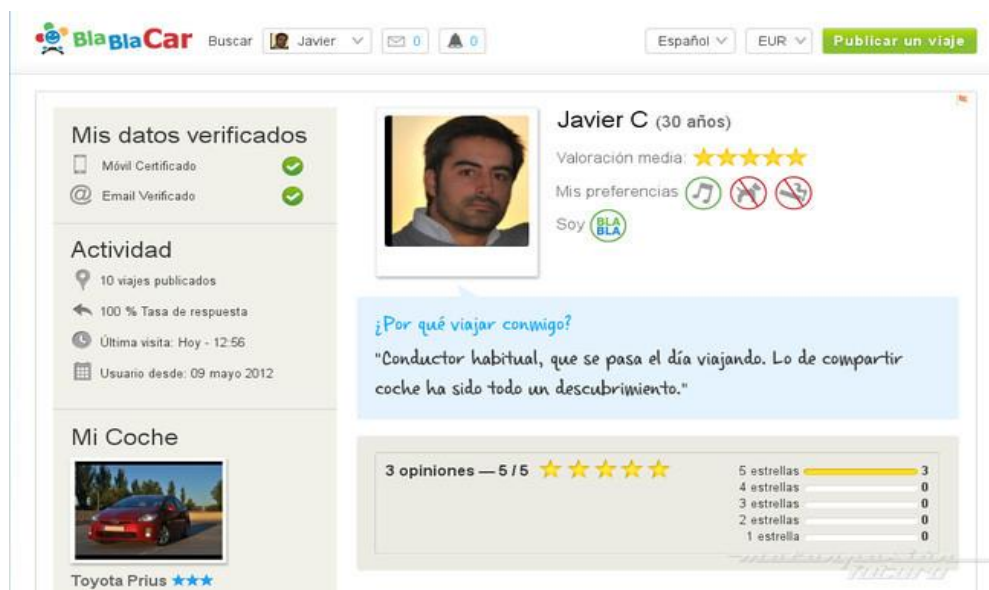 BlaBlaCar Buscar Javier 0 0 Español EUR Publicar un viaje
Mis datos verificados
Móvil Certificado
@ Email Verificado
Actividad
10 viajes publicados
100 % Tasa de respuesta
Última visita: Hoy - 12:56
Usuario desde: 09 mayo 2012
Mi Coche
Toyota Prius
Javier C (30 años)
Valoración media:
Mis preferencias
Soy BLA BLA
¿Por qué viajar conmigo?
"Conductor habitual, que se pasa el día viajando. Lo de compartir
coche ha sido todo un descubrimiento."
3 opiniones — 5 / 5
5 estrellas 3
4 estrellas 0
3 estrellas 0
2 estrellas 0
1 estrella 0
motorpasión
futuro